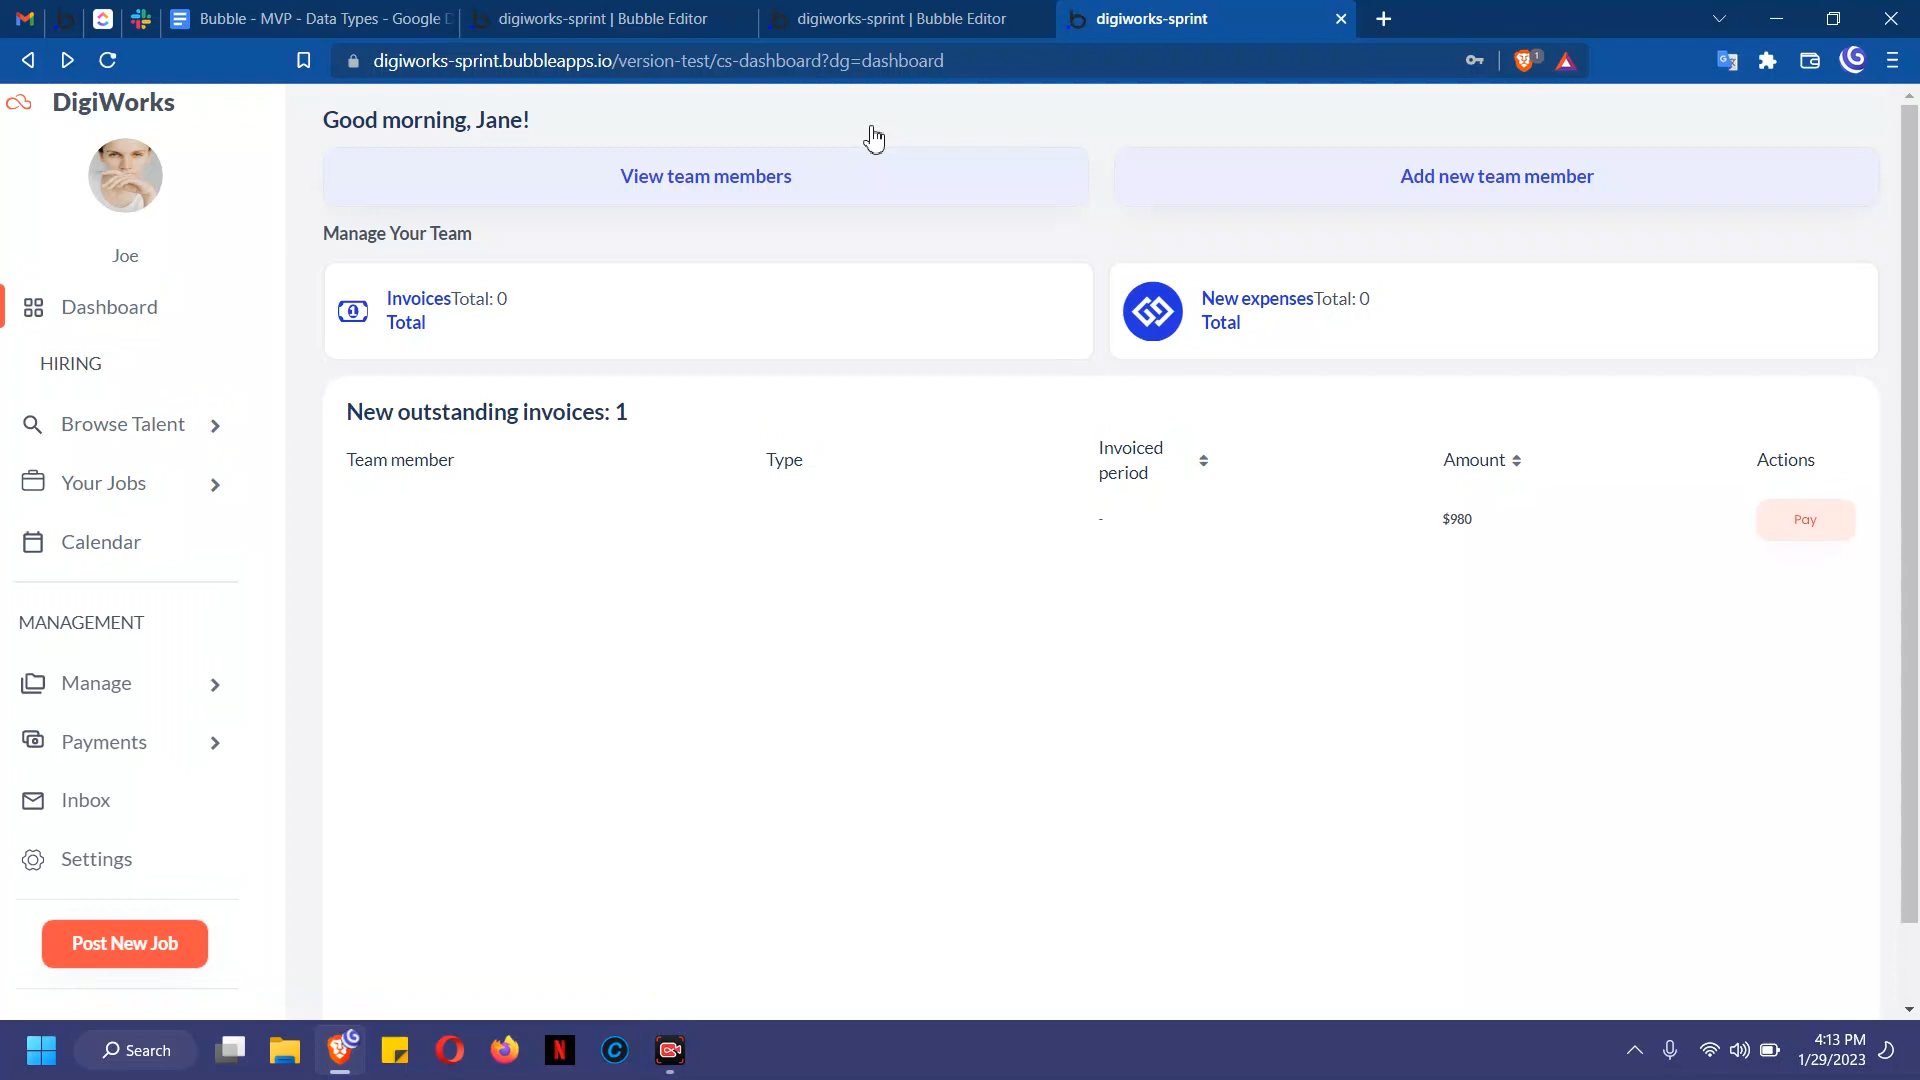 Bubble - MVP - Data Types - Google D
digiworks-sprint | Bubble Editor
digiworks-sprint | Bubble Editor
digiworks-sprint
digiworks-sprint.bubbleapps.io/version-test/cs-dashboard?dg=dashboard
1
DigiWorks
Joe
Dashboard
HIRING
Browse Talent
Your Jobs
Calendar
MANAGEMENT
Manage
Payments
Inbox
Settings
Post New Job
Good morning, Jane!
View team members
Add new team member
Manage Your Team
InvoicesTotal: 0
Total
New expensesTotal: 0
Total
New outstanding invoices: 1
Team member
Type
Invoiced
period
Amount
Actions
-
$980
Pay
Search
4:13 PM
1/29/2023